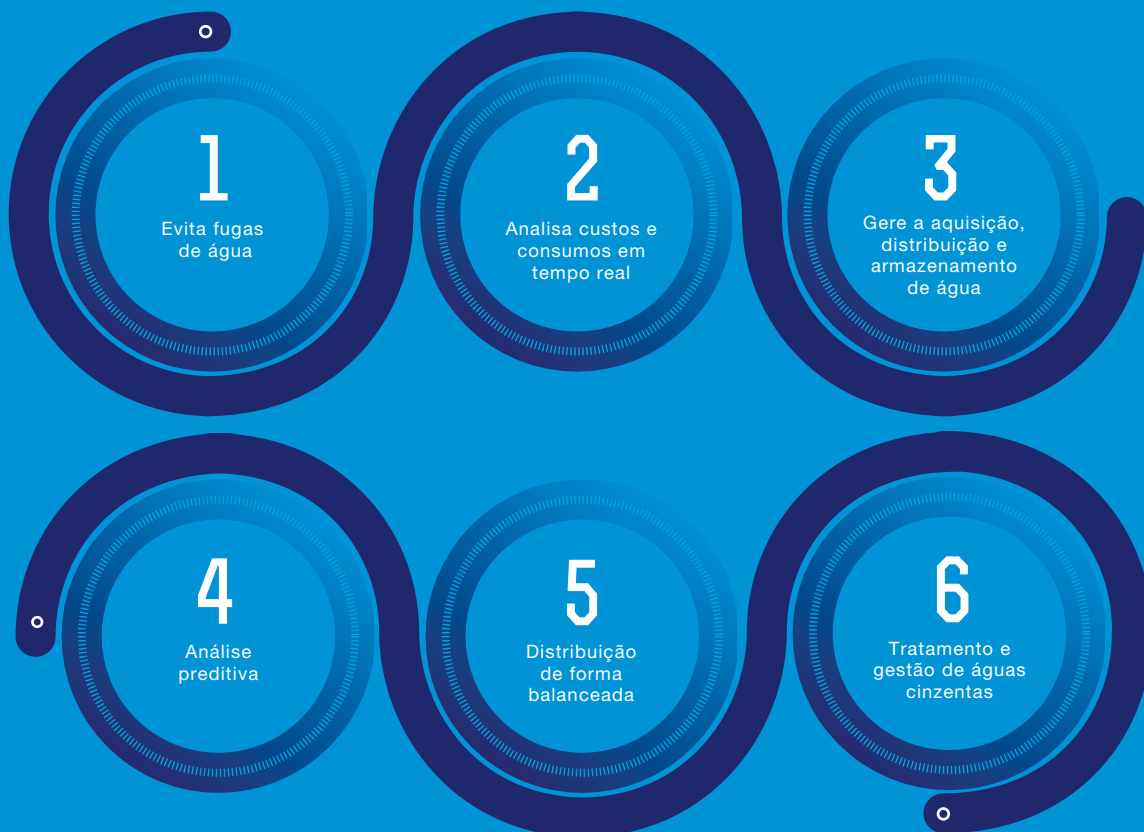 1
Evita fugas
de água
2
Analisa custos e
consumos em
tempo real
3
Gere a aquisição,
distribuição e
armazenamento
de água
4
Análise
preditiva
5
Distribuição
de forma
balanceada
6
Tratamento e
gestão de águas
cinzentas